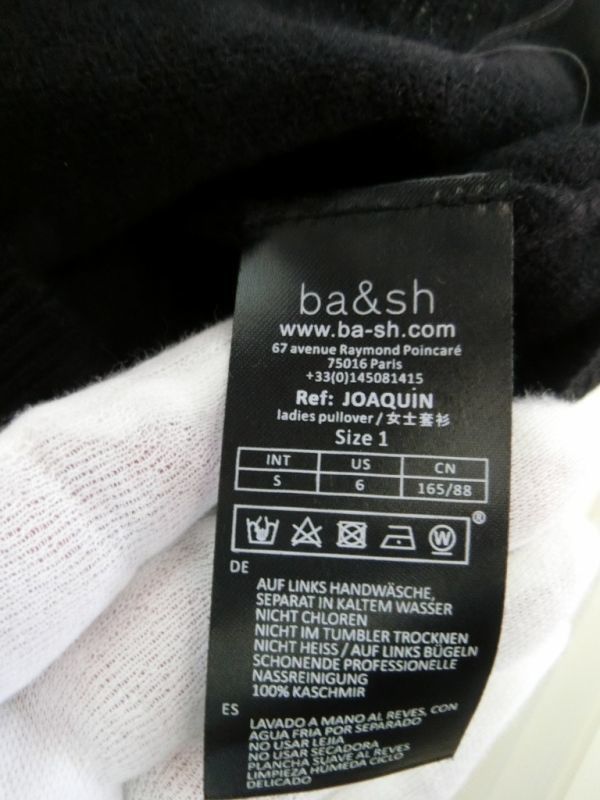 ba&sh
www.ba-sh.com
67 avenue Raymond Poincaré
75016 Paris
+33(0)145081415
Ref: JOAQUIN
ladies pullover / 女士套衫
Size 1
INT US CN
S 6 165/88
W
®
DE
AUF LINKS HANDWÄSCHE,
SEPARAT IN KALTEM WASSER
NICHT CHLOREN
NICHT IM TUMBLER TROCKNEN
NICHT HEISS / AUF LINKS BÜGELN
SCHONENDE PROFESSIONELLE
NASSREINIGUNG
100% KASCHMIR
ES
LAVADO A MANO AL REVES, CON
AGUA FRIA POR SEPARADO
NO USAR LEJIA
NO USAR SECADORA
PLANCHA SUAVE AL REVES
LIMPIEZA HÚMEDA CICLO
DELICADO